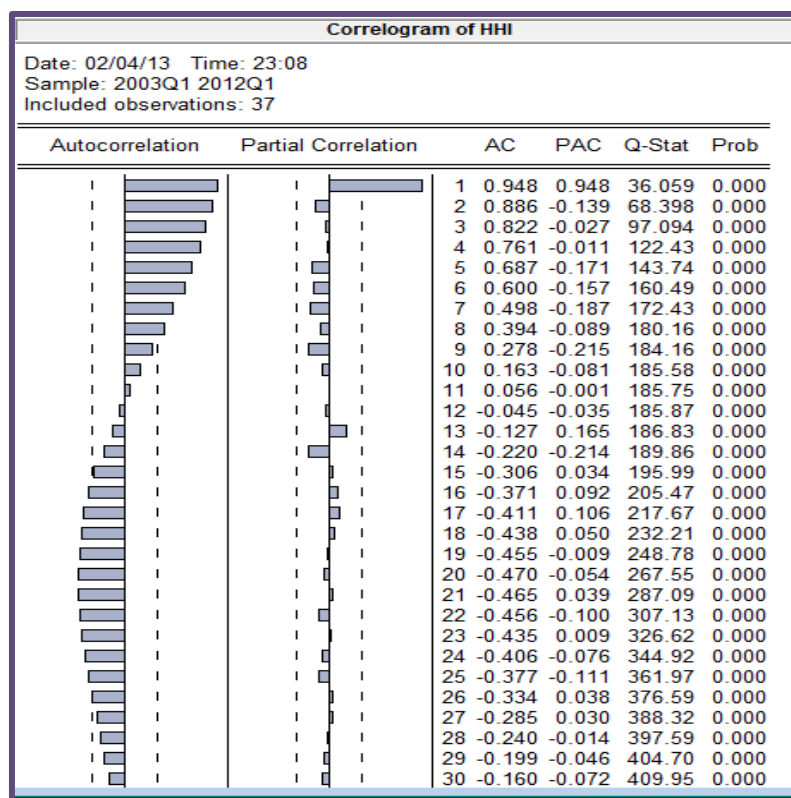 Correlogram of HHI
Date: 02/04/13 Time: 23:08
Sample: 2003Q1 2012Q1
Included observations: 37
Autocorrelation Partial Correlation AC PAC Q-Stat Prob
1 0.948 0.948 36.059 0.000
2 0.886 -0.139 68.398 0.000
3 0.822 -0.027 97.094 0.000
4 0.761 -0.011 122.43 0.000
5 0.687 -0.171 143.74 0.000
6 0.600 -0.157 160.49 0.000
7 0.498 -0.187 172.43 0.000
8 0.394 -0.089 180.16 0.000
9 0.278 -0.215 184.16 0.000
10 0.163 -0.081 185.58 0.000
11 0.056 -0.001 185.75 0.000
12 -0.045 -0.035 185.87 0.000
13 -0.127 0.165 186.83 0.000
14 -0.220 -0.214 189.86 0.000
15 -0.306 0.034 195.99 0.000
16 -0.371 0.092 205.47 0.000
17 -0.411 0.106 217.67 0.000
18 -0.438 0.050 232.21 0.000
19 -0.455 -0.009 248.78 0.000
20 -0.470 -0.054 267.55 0.000
21 -0.465 0.039 287.09 0.000
22 -0.456 -0.100 307.13 0.000
23 -0.435 0.009 326.62 0.000
24 -0.406 -0.076 344.92 0.000
25 -0.377 -0.111 361.97 0.000
26 -0.334 0.038 376.59 0.000
27 -0.285 0.030 388.32 0.000
28 -0.240 -0.014 397.59 0.000
29 -0.199 -0.046 404.70 0.000
30 -0.160 -0.072 409.95 0.000